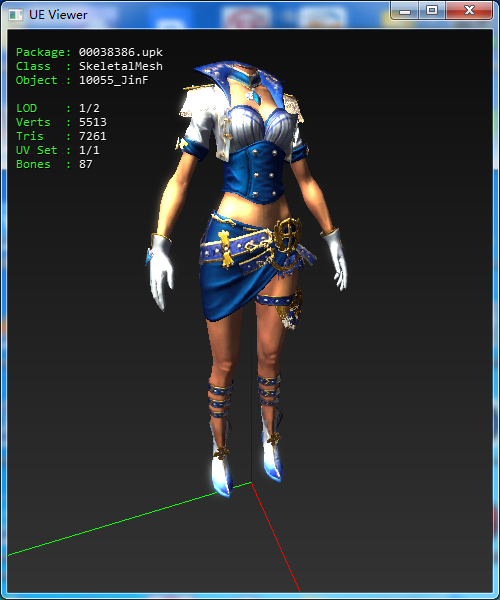 UE Viewer
Package: 00038386.upk
Class : SkeletalMesh
Object : 10055_JinF
LOD : 1/2
Verts : 5513
Tris : 7261
UV Set : 1/1
Bones : 87